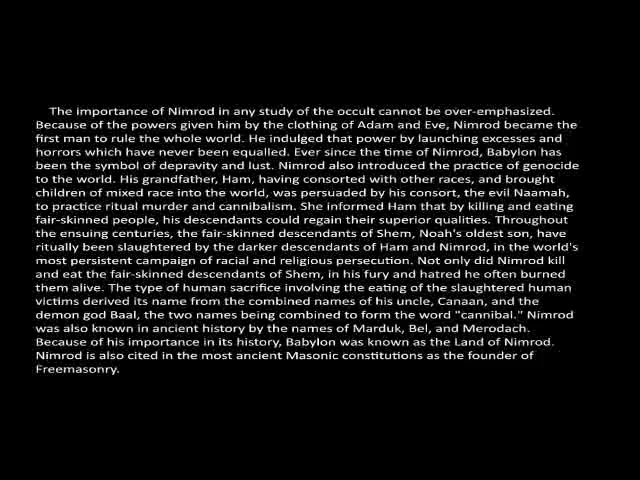 The importance of Nimrod in any study of the occult cannot be over-emphasized.
Because of the powers given him by the clothing of Adam and Eve, Nimrod became the
first man to rule the whole world. He indulged that power by launching excesses and
horrors which have never been equalled. Ever since the time of Nimrod, Babylon has
been the symbol of depravity and lust. Nimrod also introduced the practice of genocide
to the world. His grandfather, Ham, having consorted with other races, and brought
children of mixed race into the world, was persuaded by his consort, the evil Naamah,
to practice ritual murder and cannibalism. She informed Ham that by killing and eating
fair-skinned people, his descendants could regain their superior qualities. Throughout
the ensuing centuries, the fair-skinned descendants of Shem, Noah's oldest son, have
ritually been slaughtered by the darker descendants of Ham and Nimrod, in the world's
most persistent campaign of racial and religious persecution. Not only did Nimrod kill
and eat the fair-skinned descendants of Shem, in his fury and hatred he often burned
them alive. The type of human sacrifice involving the eating of the slaughtered human
victims derived its name from the combined names of his uncle, Canaan, and the
demon god Baal, the two names being combined to form the word "cannibal." Nimrod
was also known in ancient history by the names of Marduk, Bel, and Merodach.
Because of his importance in its history, Babylon was known as the Land of Nimrod.
Nimrod is also cited in the most ancient Masonic constitutions as the founder of
Freemasonry.